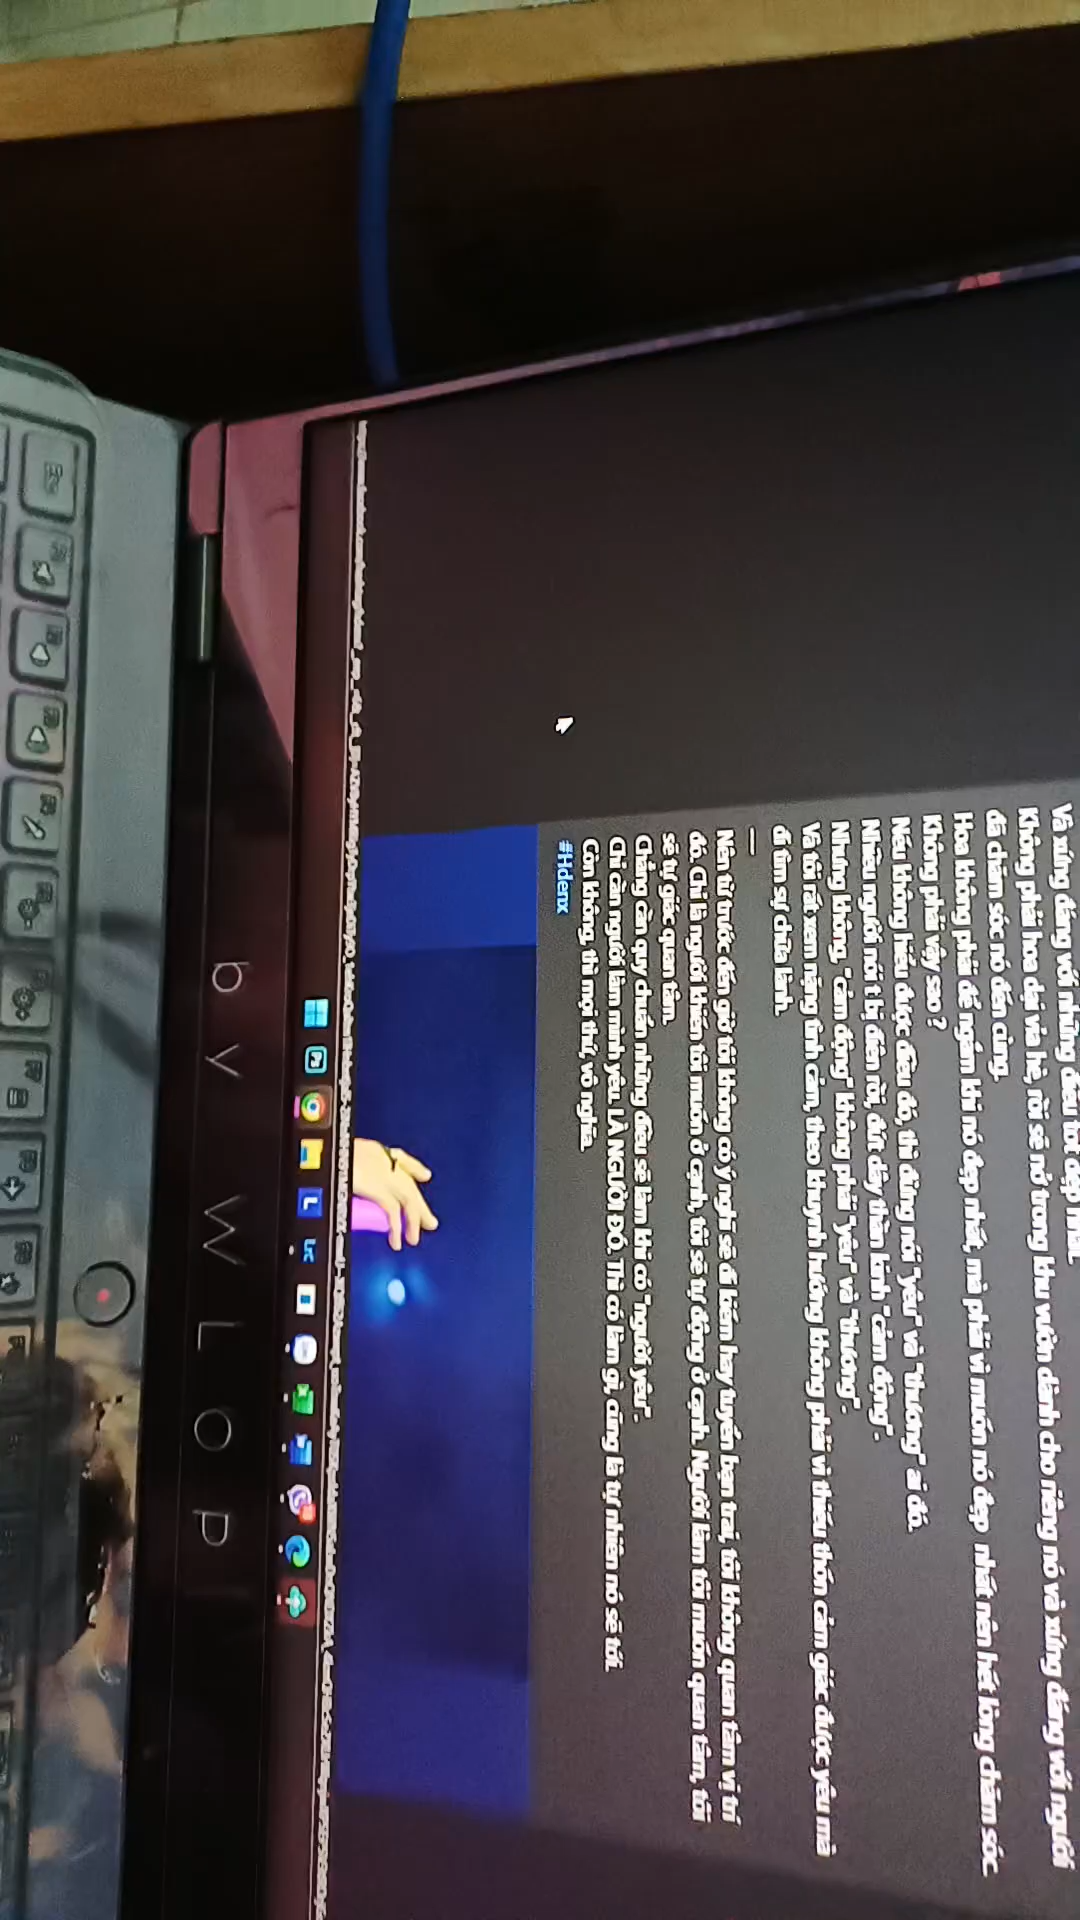 Và xứng đáng với những điều tốt đẹp nhất.
Không phải hoa dại vỉa hè, rồi sẽ nở trong khu vườn dành cho riêng nó và xứng đáng với người
đã chăm sóc nó đến cùng.
Hoa không phải để ngắm khi nó đẹp nhất, mà phải vì muốn nó đẹp nhất nên hết lòng chăm sóc.
Không phải vậy sao ?
Nếu không hiểu được điều đó, thì đừng nói "yêu" và "thương" ai đó.
Nhiều người nói t bị điên rồi, đứt dây thần kinh "cảm động".
Nhưng không, "cảm động" không phải "yêu" và "thương".
Và tôi rất xem nặng tình cảm, theo khuynh hướng không phải vì thiếu thốn cảm giác được yêu mà
đi tìm sự chữa lành.
—
Nên từ trước đến giờ tôi không có ý nghĩ sẽ đi kiếm hay tuyển bạn trai, tôi không quan tâm vị trí
đó. Chỉ là người khiến tôi muốn ở cạnh, tôi sẽ tự động ở cạnh. Người làm tôi muốn quan tâm, tôi
sẽ tự giác quan tâm.
Chẳng cần quy chuẩn những điều sẽ làm khi có "người yêu".
Chỉ cần người làm mình yêu, LÀ NGƯỜI ĐÓ. Thì có làm gì, cũng là tự nhiên nó sẽ tới.
Còn không, thì mọi thứ, vô nghĩa.
#Hdenx
by WLOP